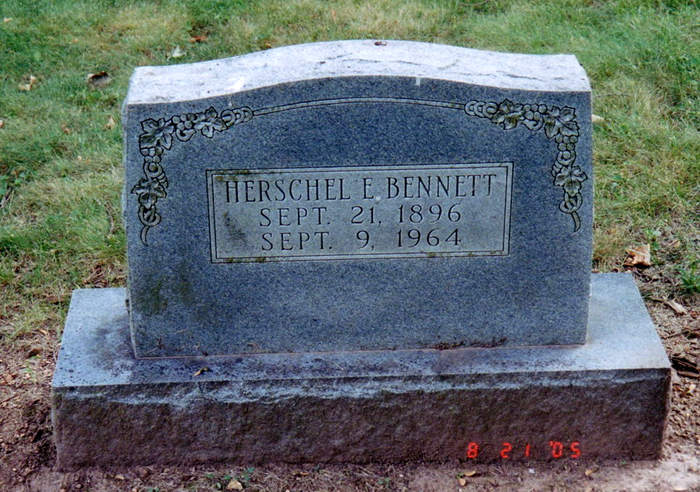 HERSCHEL E. BENNETT
SEPT. 21, 1896
SEPT. 9, 1964
8 21 '05